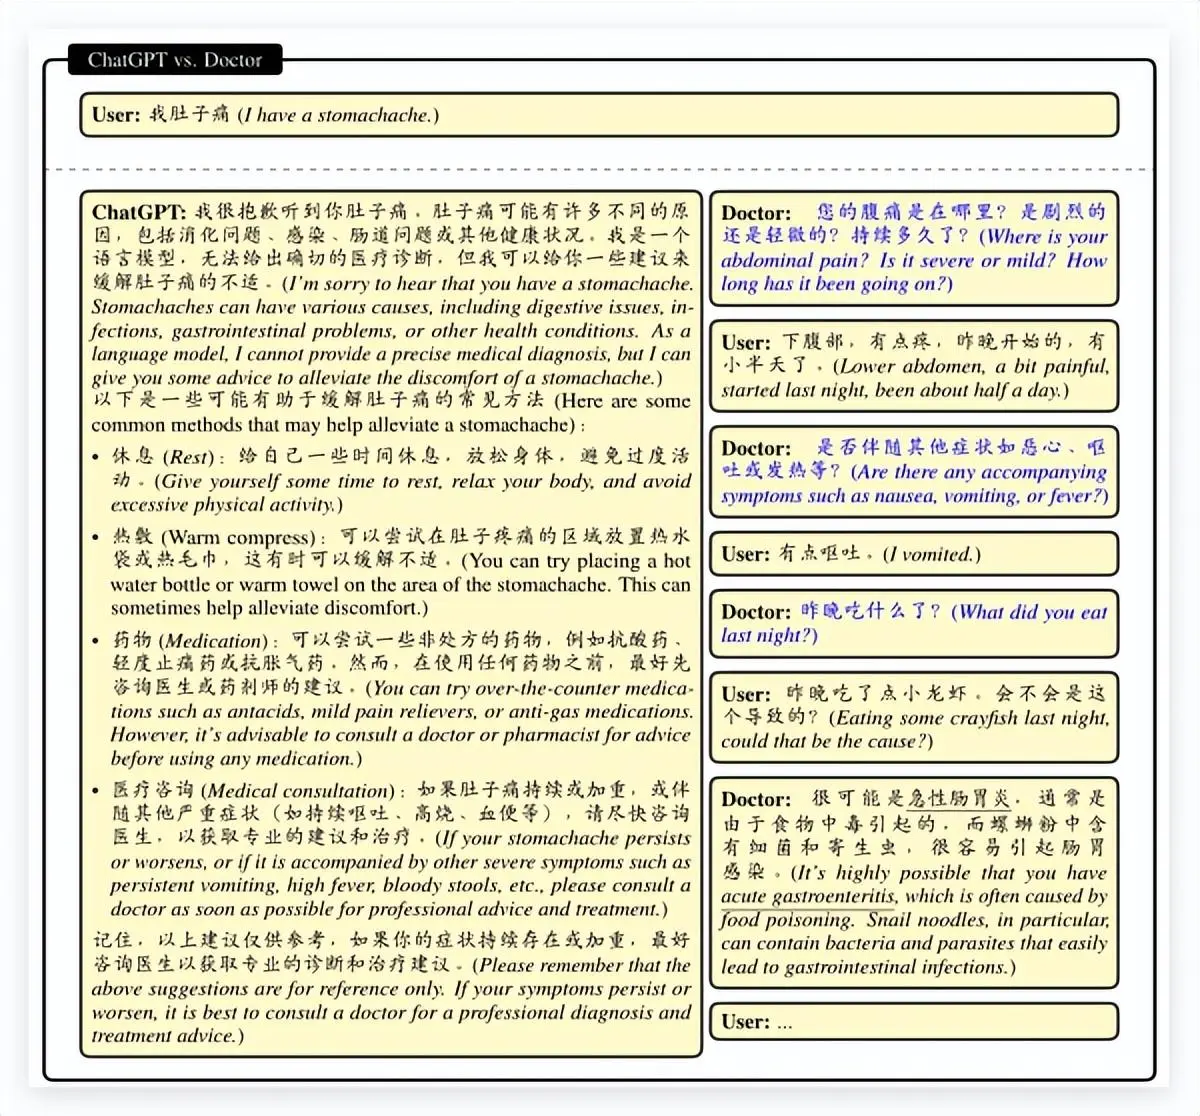 ChatGPT vs. Doctor
User: 我肚子痛 (I have a stomachache.)
ChatGPT: 我很抱歉听到你肚子痛。肚子痛可能有许多不同的原
因，包括消化问题、感染、肠道问题或其他健康状况。我是一个
语言模型，无法给出确切的医疗诊断，但我可以给你一些建议来
缓解肚子痛的不适。(I'm sorry to hear that you have a stomachache.
Stomachaches can have various causes, including digestive issues, in-
fections, gastrointestinal problems, or other health conditions. As a
language model, I cannot provide a precise medical diagnosis, but I can
give you some advice to alleviate the discomfort of a stomachache.)
以下是一些可能有助于缓解肚子痛的常见方法 (Here are some
common methods that may help alleviate a stomachache) :
• 休息 (Rest)：给自己一些时间休息，放松身体，避免过度活
动。(Give yourself some time to rest, relax your body, and avoid
excessive physical activity.)
• 热敷 (Warm compress)：可以尝试在肚子疼痛的区域放置热水
袋或热毛巾，这有时可以缓解不适。(You can try placing a hot
water bottle or warm towel on the area of the stomachache. This can
sometimes help alleviate discomfort.)
• 药物 (Medication)：可以尝试一些非处方的药物，例如抗酸药、
轻度止痛药或抗胀气药。然而，在使用任何药物之前，最好先
咨询医生或药剂师的建议。(You can try over-the-counter medica-
tions such as antacids, mild pain relievers, or anti-gas medications.
However, it's advisable to consult a doctor or pharmacist for advice
before using any medication.)
• 医疗咨询 (Medical consultation)：如果肚子痛持续或加重，或伴
随其他严重症状（如持续呕吐、高烧、血便等），请尽快咨询
医生，以获取专业的建议和治疗。(If your stomachache persists
or worsens, or if it is accompanied by other severe symptoms such as
persistent vomiting, high fever, bloody stools, etc., please consult a
doctor as soon as possible for professional advice and treatment.)
记住，以上建议仅供参考，如果你的症状持续存在或加重，最好
咨询医生以获取专业的诊断和治疗建议。(Please remember that the
above suggestions are for reference only. If your symptoms persist or
worsen, it is best to consult a doctor for a professional diagnosis and
treatment advice.)
Doctor: 您的腹痛是在哪里？是剧烈的
还是轻微的？持续多久了？(Where is your
abdominal pain? Is it severe or mild? How
long has it been going on?)
User: 下腹部，有点疼，昨晚开始的，有
小半天了。(Lower abdomen, a bit painful,
started last night, been about half a day.)
Doctor: 是否伴随其他症状如恶心、呕
吐或发热等？(Are there any accompanying
symptoms such as nausea, vomiting, or fever?)
User: 有点呕吐。(I vomited.)
Doctor: 昨晚吃什么了？(What did you eat
last night?)
User: 昨晚吃了点小龙虾。会不会是这
个导致的？(Eating some crayfish last night,
could that be the cause?)
Doctor: 很可能是急性肠胃炎，通常是
由于食物中毒引起的，而螺蛳粉中含
有细菌和寄生虫，很容易引起肠胃
感染。(It's highly possible that you have
acute gastroenteritis, which is often caused by
food poisoning. Snail noodles, in particular,
can contain bacteria and parasites that easily
lead to gastrointestinal infections.)
User: ...